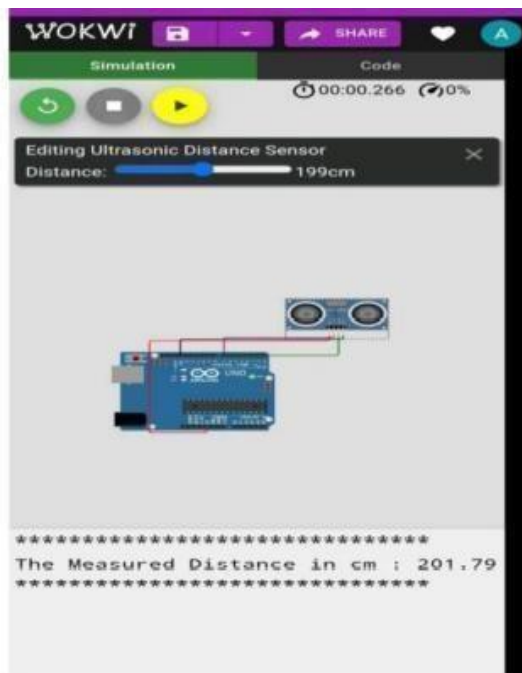 WOKWI SHARE A
Simulation Code
00:00.266 0%
Editing Ultrasonic Distance Sensor
Distance: 199cm
UNO
*******************************
The Measured Distance in cm : 201.79
*******************************